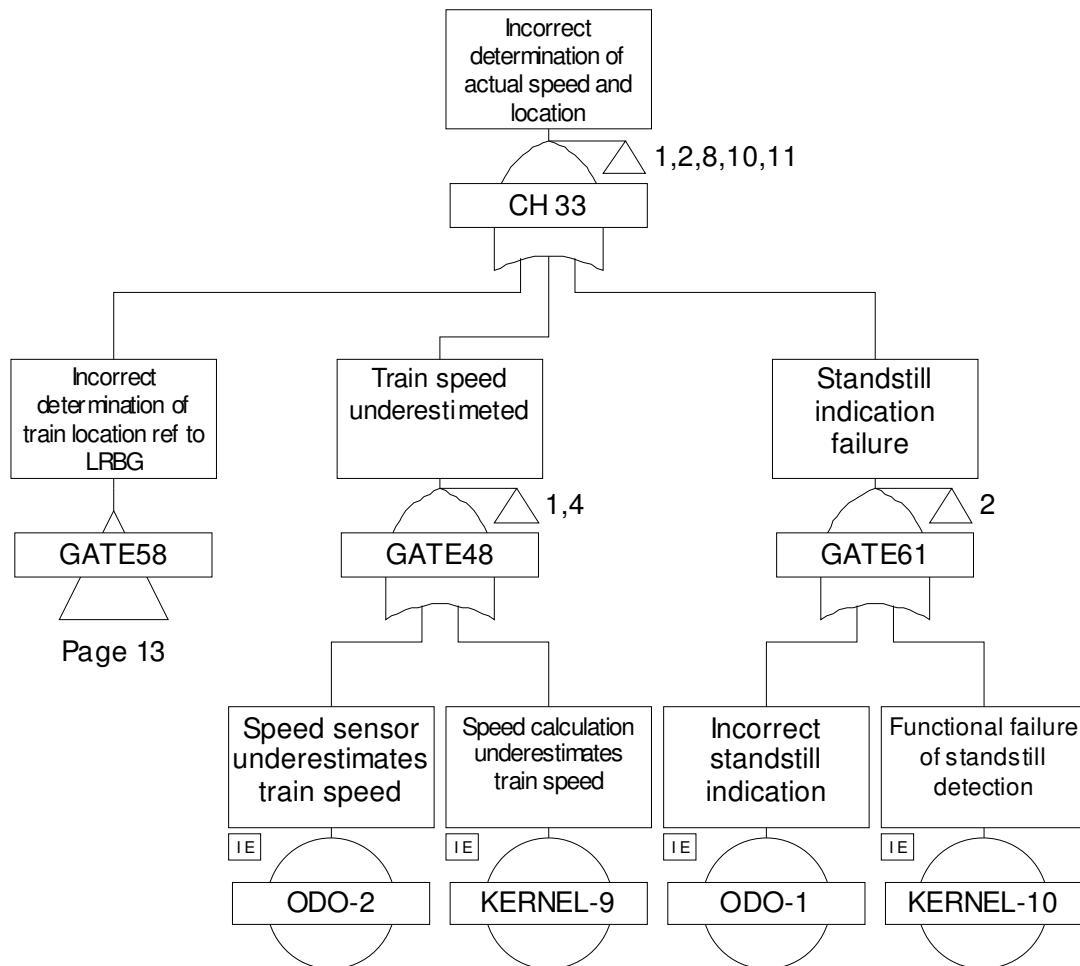 Incorrect
determination of
actual speed and
location
1,2,8,10,11
CH 33
Incorrect
determination of
train location ref to
LRBG
Train speed
underestimeted
Standstill
indication
failure
1,4
2
GATE58
GATE48
GATE61
Page 13
Speed sensor
underestimates
train speed
Speed calculation
underestimates
train speed
Incorrect
standstill
indication
Functional failure
of standstill
detection
IE
IE
IE
IE
ODO-2
KERNEL-9
ODO-1
KERNEL-10